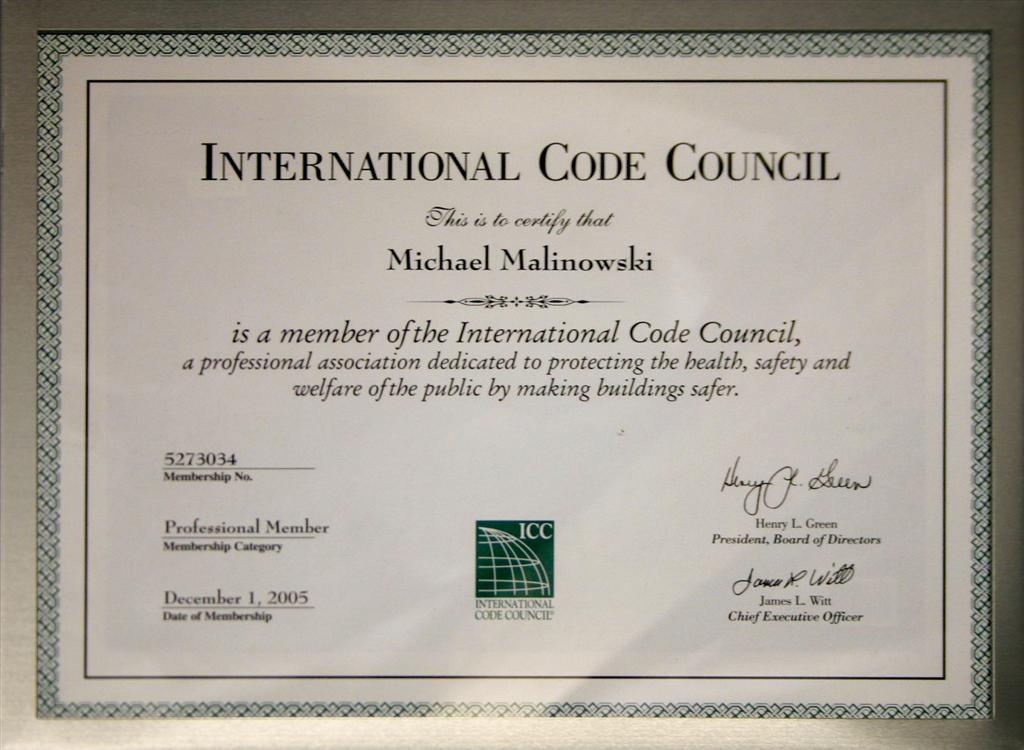 INTERNATIONAL CODE COUNCIL
This is to certify that
Michael Malinowski
is a member of the International Code Council,
a professional association dedicated to protecting the health, safety and
welfare of the public by making buildings safer.
5273034
Membership No.
Professional Member
Membership Category
December 1, 2005
Date of Membership
ICC
INTERNATIONAL
CODE COUNCIL®
Henry L. Green
Henry L. Green
President, Board of Directors
James L. Witt
James L. Witt
Chief Executive Officer